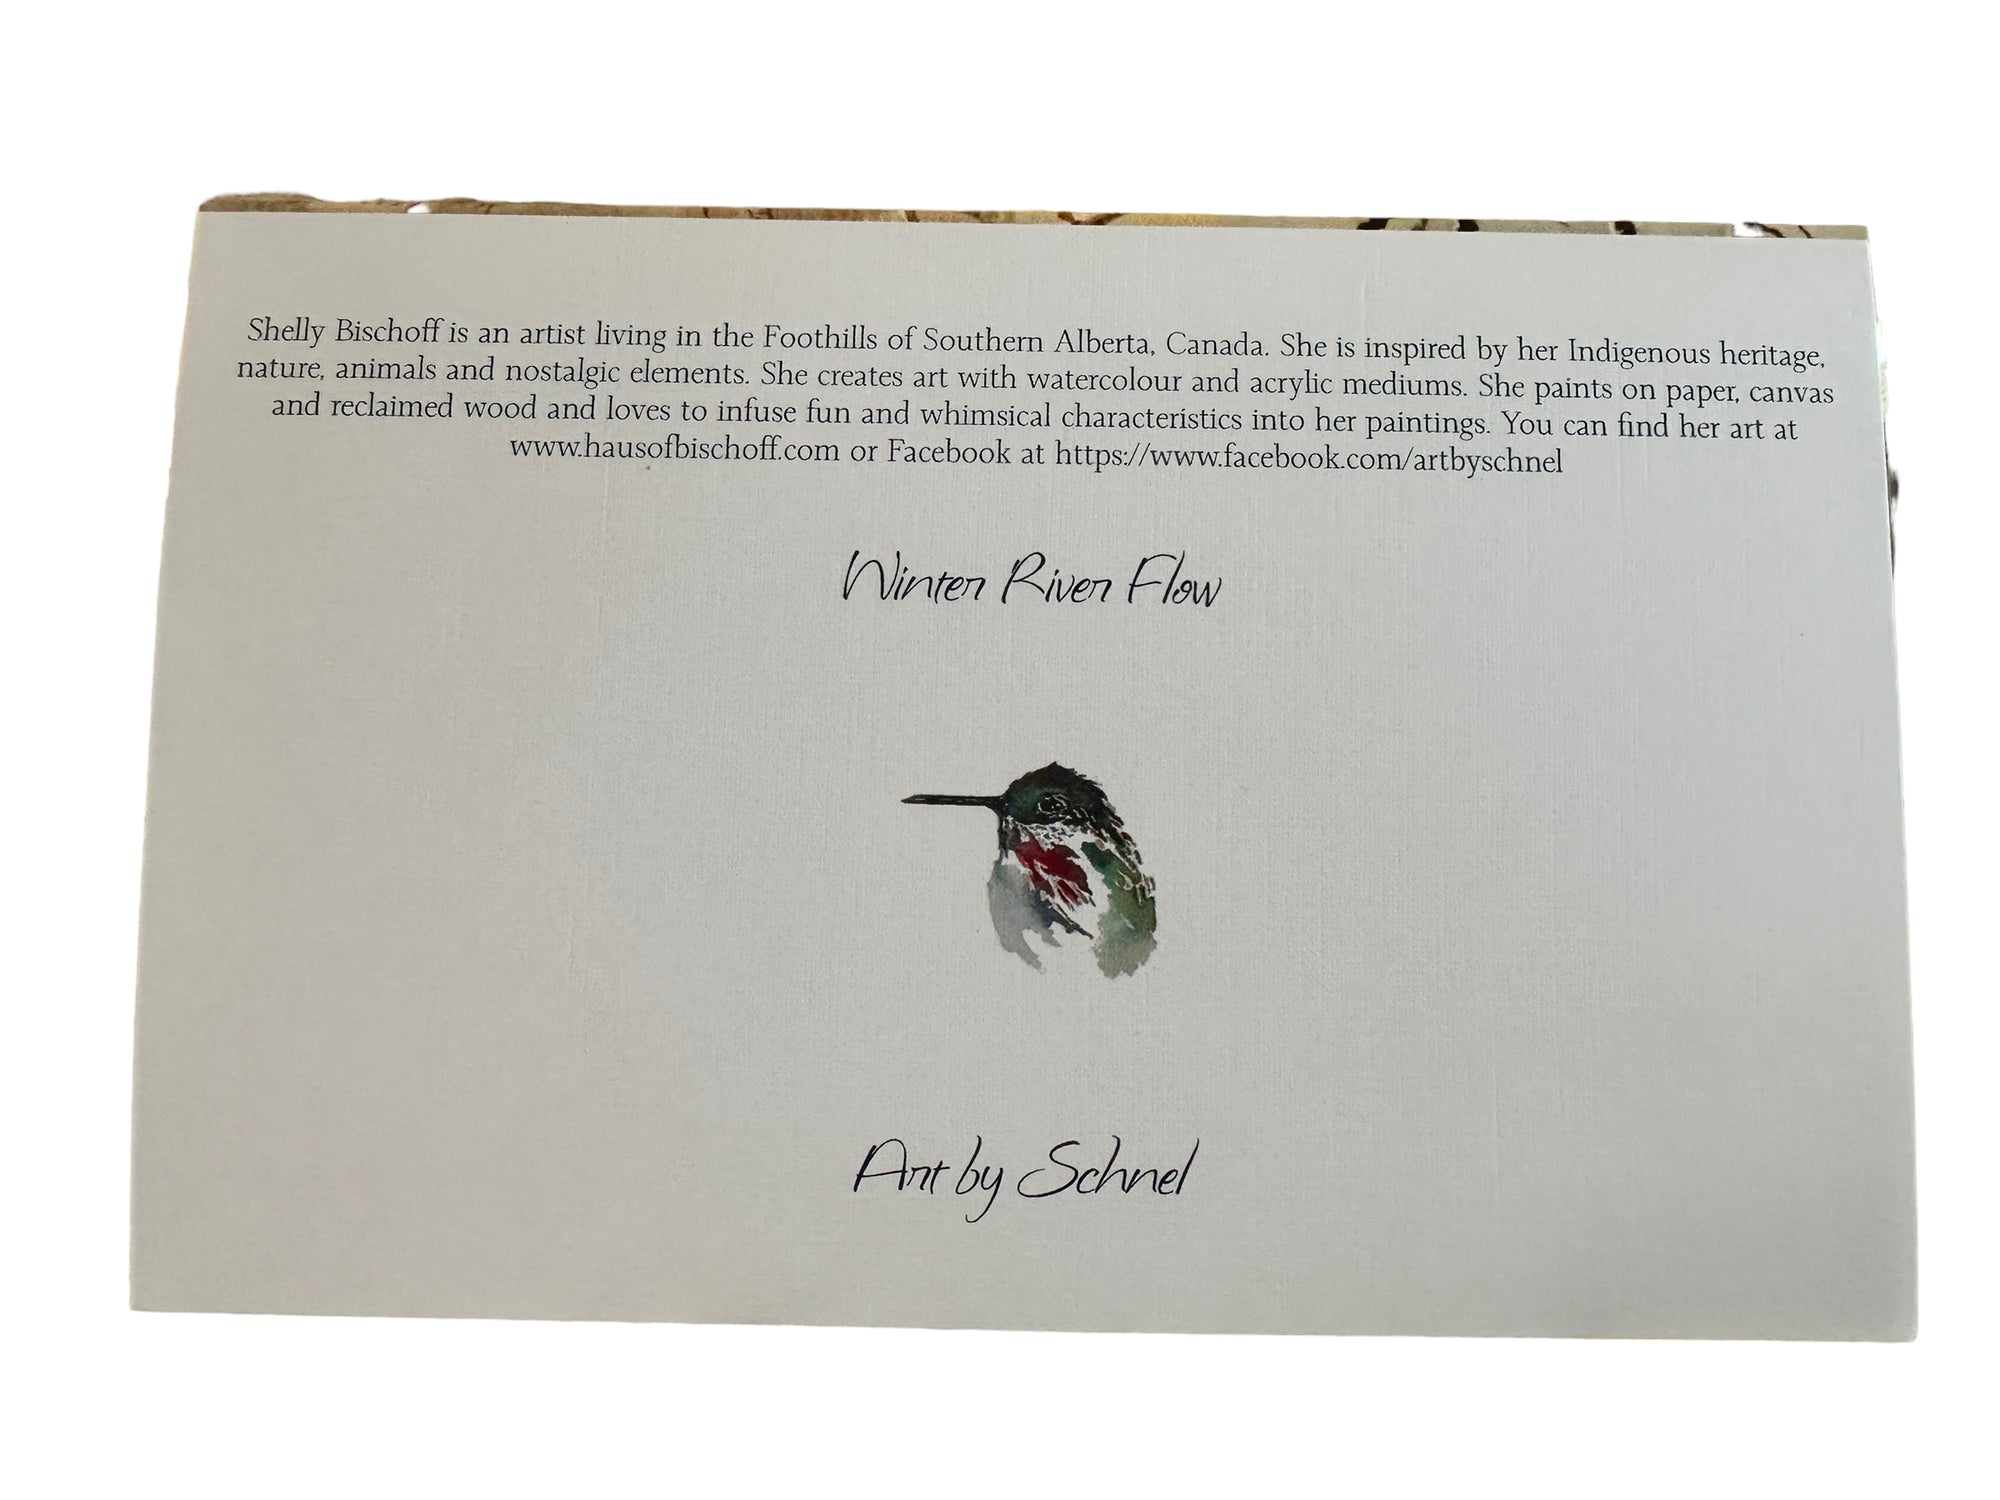 Shelly Bischoff is an artist living in the Foothills of Southern Alberta, Canada. She is inspired by her Indigenous heritage,
nature, animals and nostalgic elements. She creates art with watercolour and acrylic mediums. She paints on paper, canvas
and reclaimed wood and loves to infuse fun and whimsical characteristics into her paintings. You can find her art at
www.hausofbischoff.com or Facebook at https://www.facebook.com/artbyschnel
Winter River Flow
Art by Schnel